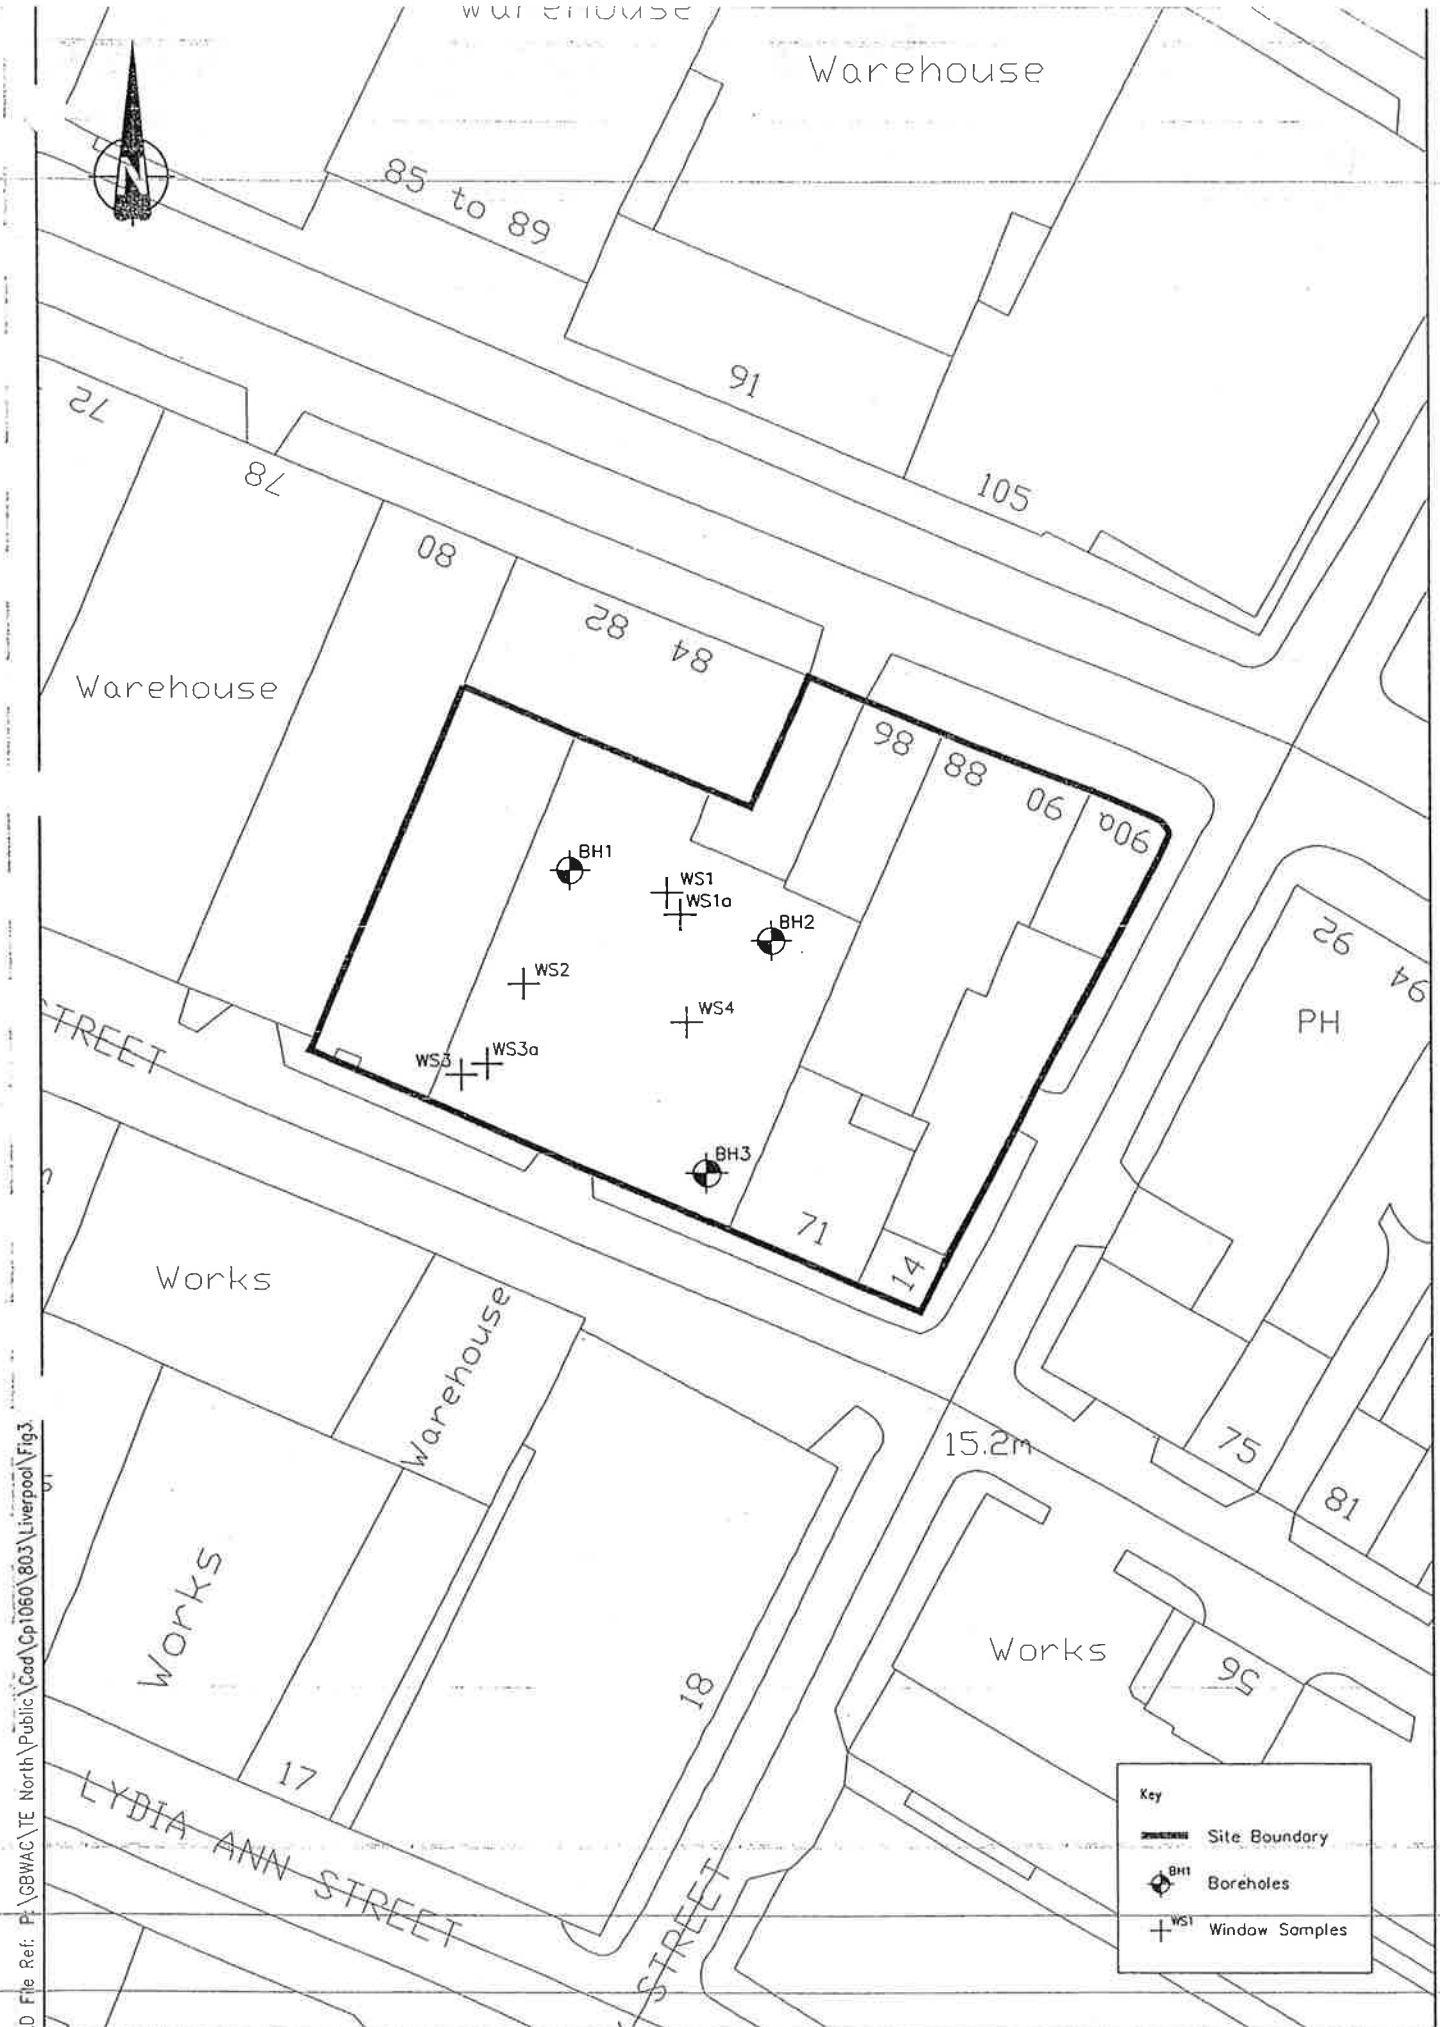 Warehouse
Warehouse
N
85 to 89
91
72
78
105
80
82
84
Warehouse
86
88
90
90a
BH1
WS1
WS1a
BH2
92
94
WS2
PH
WS4
STREET
WS3
WS3a
BH3
71
14
Works
Warehouse
15.2m
75
81
Works
Works
56
18
17
LYDIA ANN STREET
STREET
Key
Site Boundary
BH1
Boreholes
WS1
Window Samples
File Ref: P:\GBWAC\TE North\Public\Cad\Cp1060\803\Liverpool\Fig3.